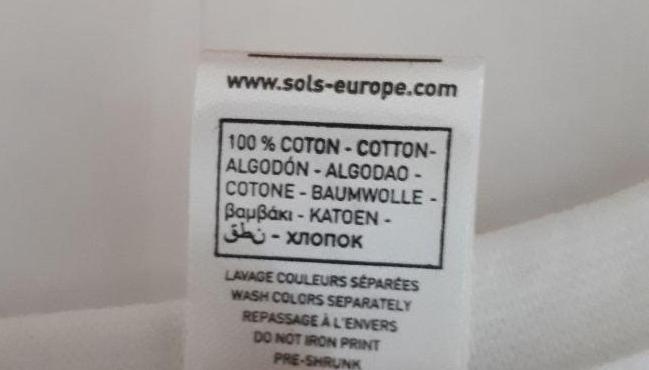 www.sols-europe.com
100 % COTON - COTTON-
ALGODÓN - ALGODAO -
COTONE - BAUMWOLLE -
βαμβάκι - KATOEN -
نطق - хлопок
LAVAGE COULEURS SÉPARÉES
WASH COLORS SEPARATELY
REPASSAGE À L'ENVERS
DO NOT IRON PRINT
PRE-SHRUNK